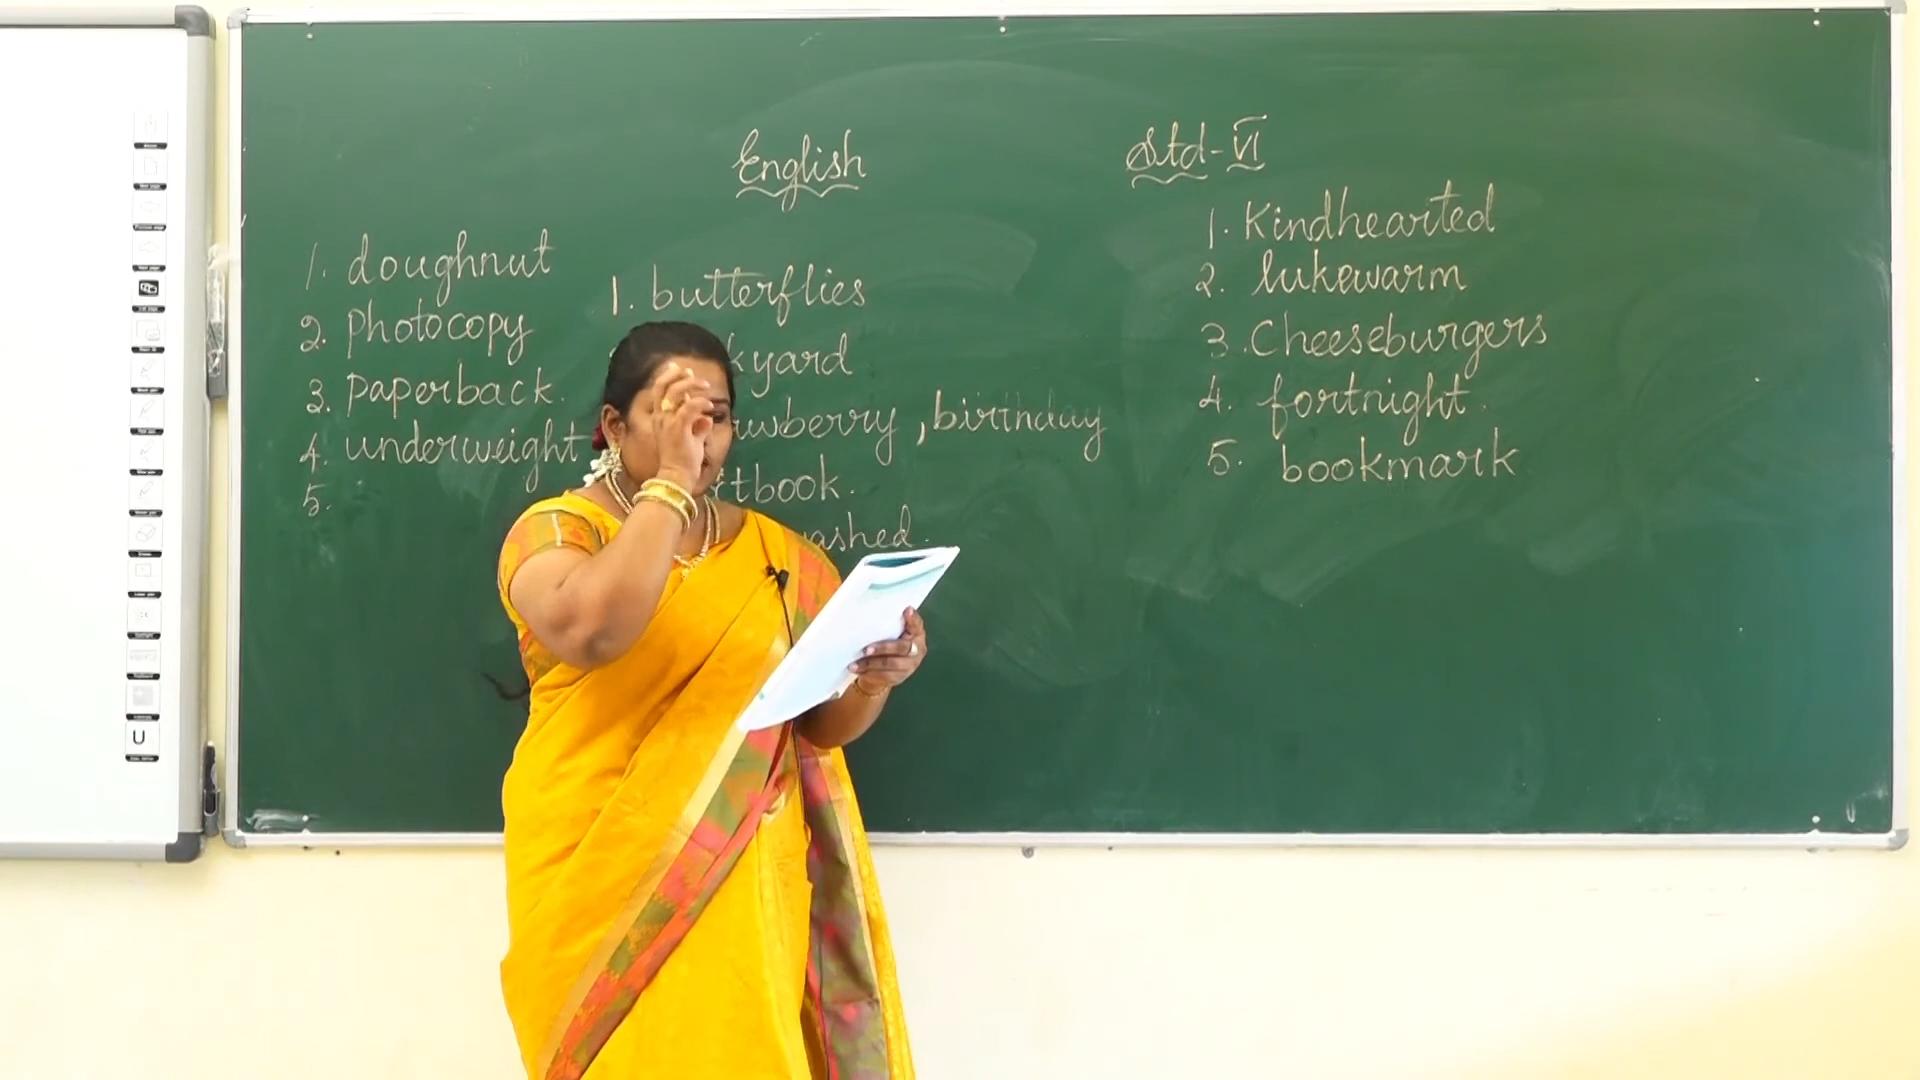 English
Std-VI
1. doughnut
2. Photocopy
3. Paperback.
4. underweight
5.
1. butterflies
kyard
wberry, birthday
tbook.
ashed.
1. Kindhearted
2. lukewarm
3. Cheeseburgers
4. fortnight.
5. bookmark
U